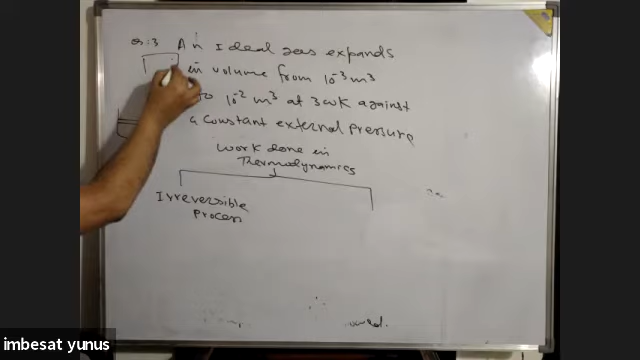 Q:3 An Ideal gas expands
in volume from 10⁻³ m³
to 10⁻² m³ at 300K against
a constant external pressure
work done in
Thermodynamics
Irreversible
Process
imbesat yunus